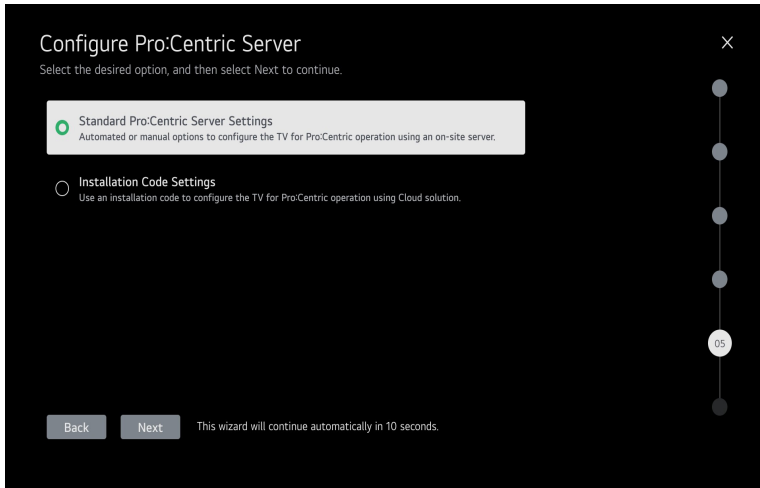 Configure Pro:Centric Server
Select the desired option, and then select Next to continue.
Standard Pro:Centric Server Settings
Automated or manual options to configure the TV for Pro:Centric operation using an on-site server.
Installation Code Settings
Use an installation code to configure the TV for Pro:Centric operation using Cloud solution.
05
Back Next This wizard will continue automatically in 10 seconds.